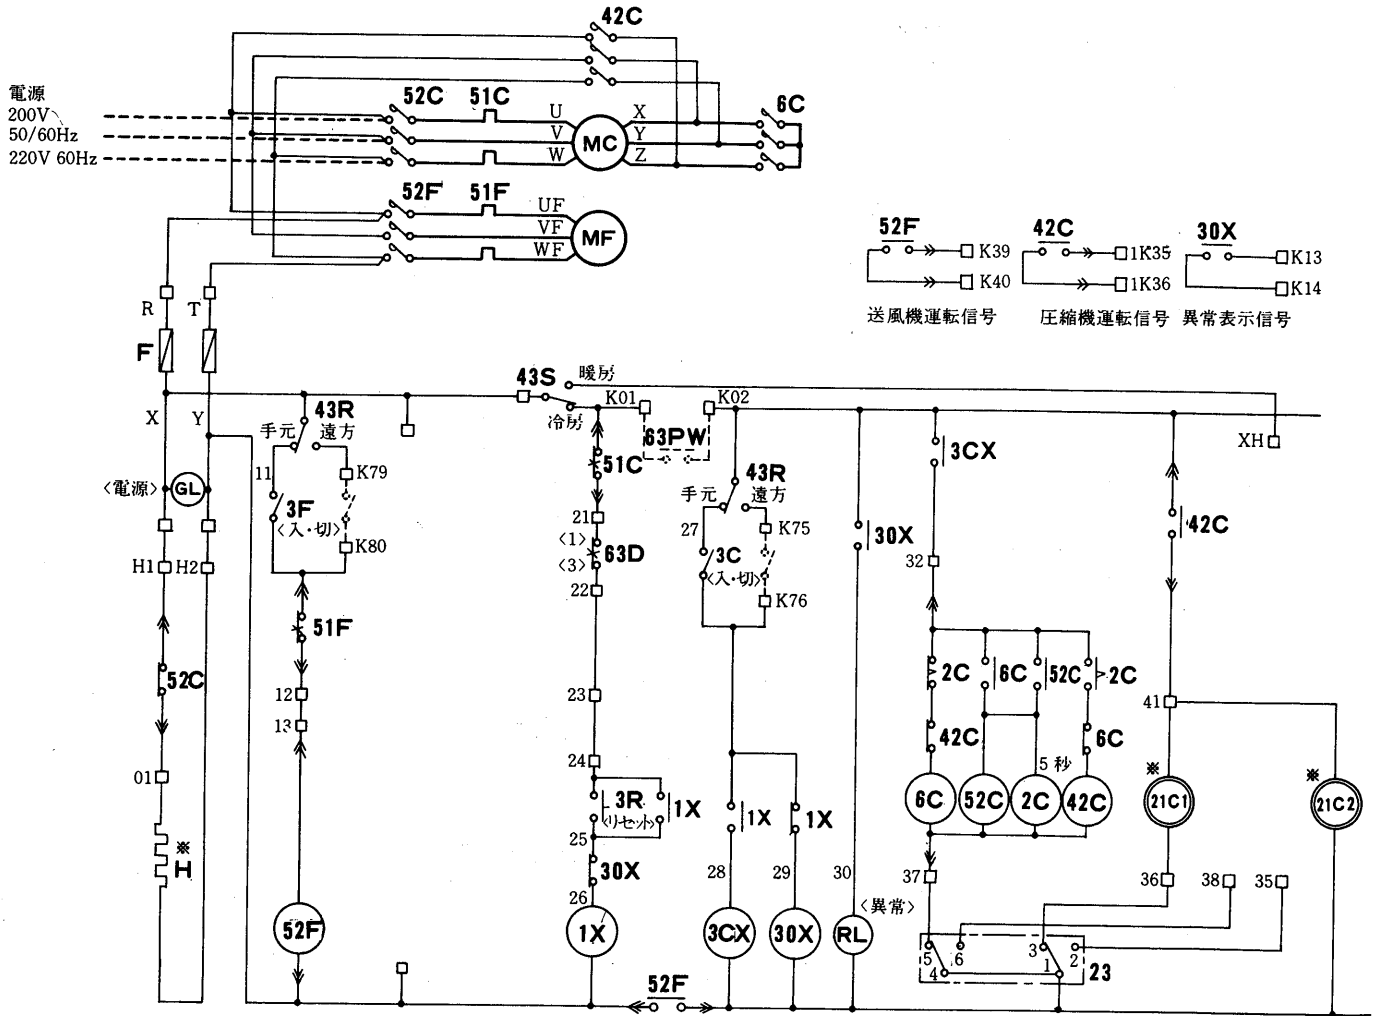 42C
電源
200V
50/60Hz
220V 60Hz
52C 51C U X 6C
V MC Y
W Z
52F 51F UF
VF MF
WF
52F K39
K40
送風機運転信号
42C 1K35
1K36
圧縮機運転信号
30X K13
K14
異常表示信号
R T
F
43S 暖房
冷房
K01 K02
63PW
XH
X Y
<電源> GL
H1 H2
52C
01
※
H
43R
手元 遠方
11 K79
3F
<入・切>
K80
51F
12
13
52F
51C
21
<1>
63D
<3>
22
23
24
3R
<リセット>
1X
25
30X
26
1X
43R
手元 遠方
27 K75
3C
<入・切>
K76
1X 1X
28 29
3CX 30X
30X
30
<異常>
RL
3CX
32
2C 6C 52C 2C
42C 6C
5秒
6C 52C 2C 42C
37
42C
41
※ ※
21C1 21C2
36 38 35
5 6 3 2
4 1
23
52F